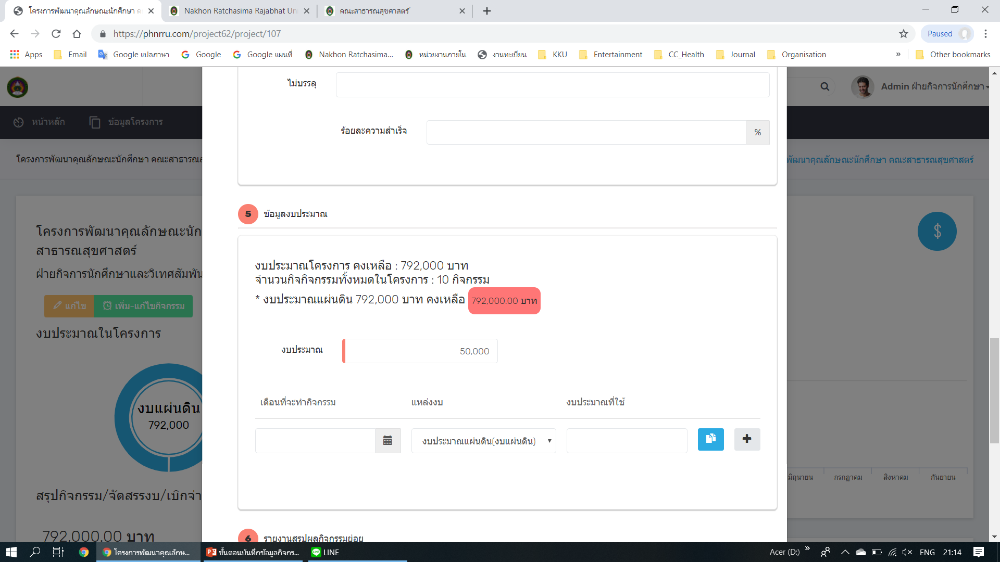 โครงการพัฒนาคุณลักษณะนักศึกษา ค
Nakhon Ratchasima Rajabhat Un
คณะสาธารณสุขศาสตร์
https://phnrru.com/project62/project/107
Paused
Apps
Email
Google แปลภาษา
Google
Google แผนที่
Nakhon Ratchasima...
หน่วยงานภายใน
งานทะเบียน
KKU
Entertainment
CC_Health
Journal
Organisation
»
Other bookmarks
Admin ฝ่ายกิจการนักศึกษา
หน้าหลัก
ข้อมูลโครงการ
โครงการพัฒนาคุณลักษณะนักศึกษา คณะสาธารณส
พัฒนาคุณลักษณะนักศึกษา คณะสาธารณสุขศาสตร์
โครงการพัฒนาคุณลักษณะนัก
สาธารณสุขศาสตร์
ฝ่ายกิจการนักศึกษาและวิเทศสัมพัน
แก้ไข
เพิ่ม-แก้ไขกิจกรรม
งบประมาณในโครงการ
งบแผ่นดิน
792,000
สรุปกิจกรรม/จัดสรรงบ/เบิกจ่า
792,000.00 บาท
ไม่บรรลุ
ร้อยละความสำเร็จ
%
5 ข้อมูลงบประมาณ
งบประมาณโครงการ คงเหลือ : 792,000 บาท
จำนวนกิจกิจกรรมทั้งหมดในโครงการ : 10 กิจกรรม
* งบประมาณแผ่นดิน 792,000 บาท คงเหลือ 792,000.00 บาท
งบประมาณ
50,000
เดือนที่จะทำกิจกรรม
แหล่งงบ
งบประมาณที่ใช้
งบประมาณแผ่นดิน(งบแผ่นดิน)
6 รายงานสรุปผลกิจกรรมย่อย
$
มิถุนายน
กรกฏาคม
สิงหาคม
กันยายน
โครงการพัฒนาคุณลักษ...
ขั้นตอนบันทึกข้อมูลกิจกร...
LINE
Acer (D:)
»
ENG
21:14